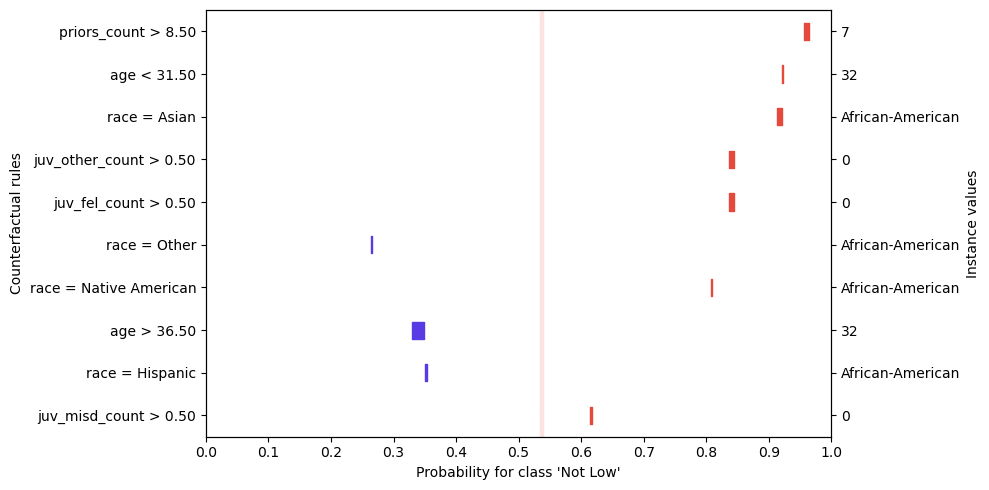 Counterfactual rules
priors_count > 8.50
age < 31.50
race = Asian
juv_other_count > 0.50
juv_fel_count > 0.50
race = Other
race = Native American
age > 36.50
race = Hispanic
juv_misd_count > 0.50
7
32
African-American
0
0
African-American
African-American
32
African-American
0
Instance values
0.0 0.1 0.2 0.3 0.4 0.5 0.6 0.7 0.8 0.9 1.0
Probability for class 'Not Low'